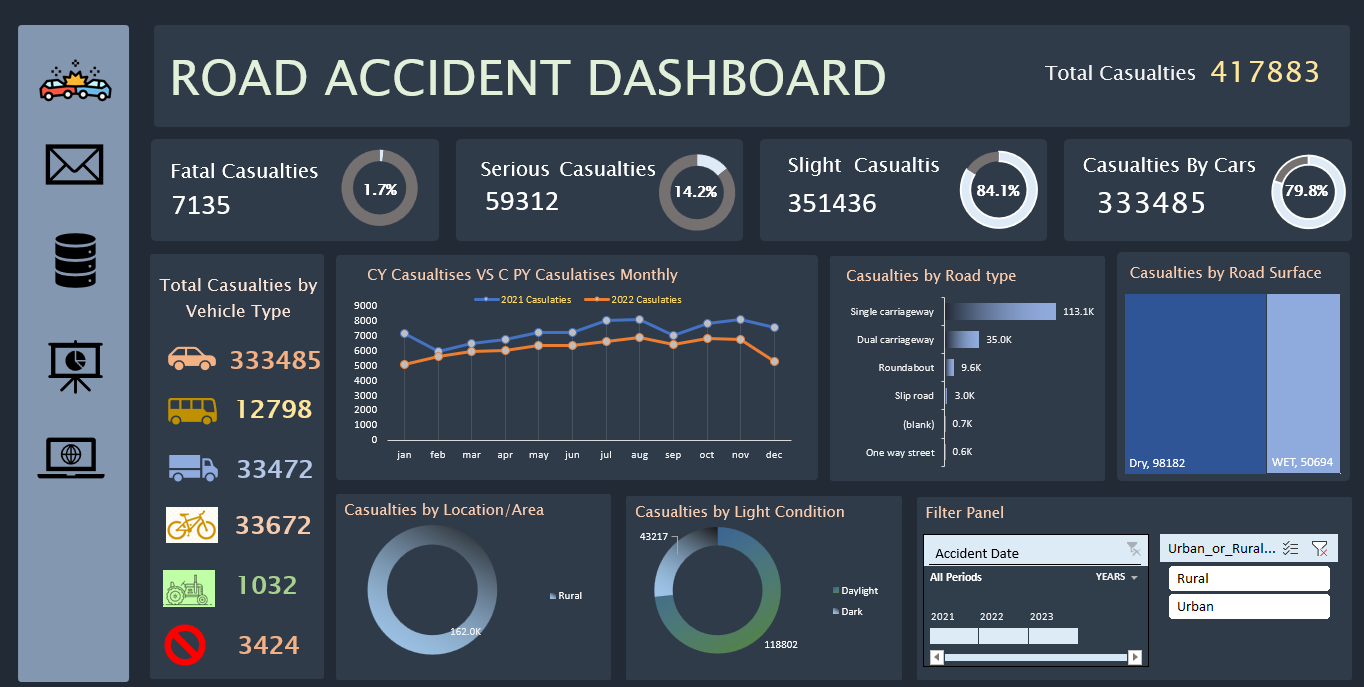 ROAD ACCIDENT DASHBOARD
Total Casualties 417883
Fatal Casualties
7135
1.7%
Serious Casualties
59312
14.2%
Slight Casualtis
351436
84.1%
Casualties By Cars
333485
79.8%
Total Casualties by
Vehicle Type
333485
12798
33472
33672
1032
3424
CY Casualtises VS C PY Casulatises Monthly
2021 Casulaties 2022 Casulaties
9000
8000
7000
6000
5000
4000
3000
2000
1000
0
jan feb mar apr may jun jul aug sep oct nov dec
Casualties by Road type
Single carriageway 113.1K
Dual carriageway 35.0K
Roundabout 9.6K
Slip road 3.0K
(blank) 0.7K
One way street 0.6K
Casualties by Road Surface
Dry, 98182
WET, 50694
Casualties by Location/Area
162.0K
Rural
Casualties by Light Condition
43217
118802
Daylight
Dark
Filter Panel
Accident Date
All Periods YEARS
2021 2022 2023
Urban_or_Rural...
Rural
Urban